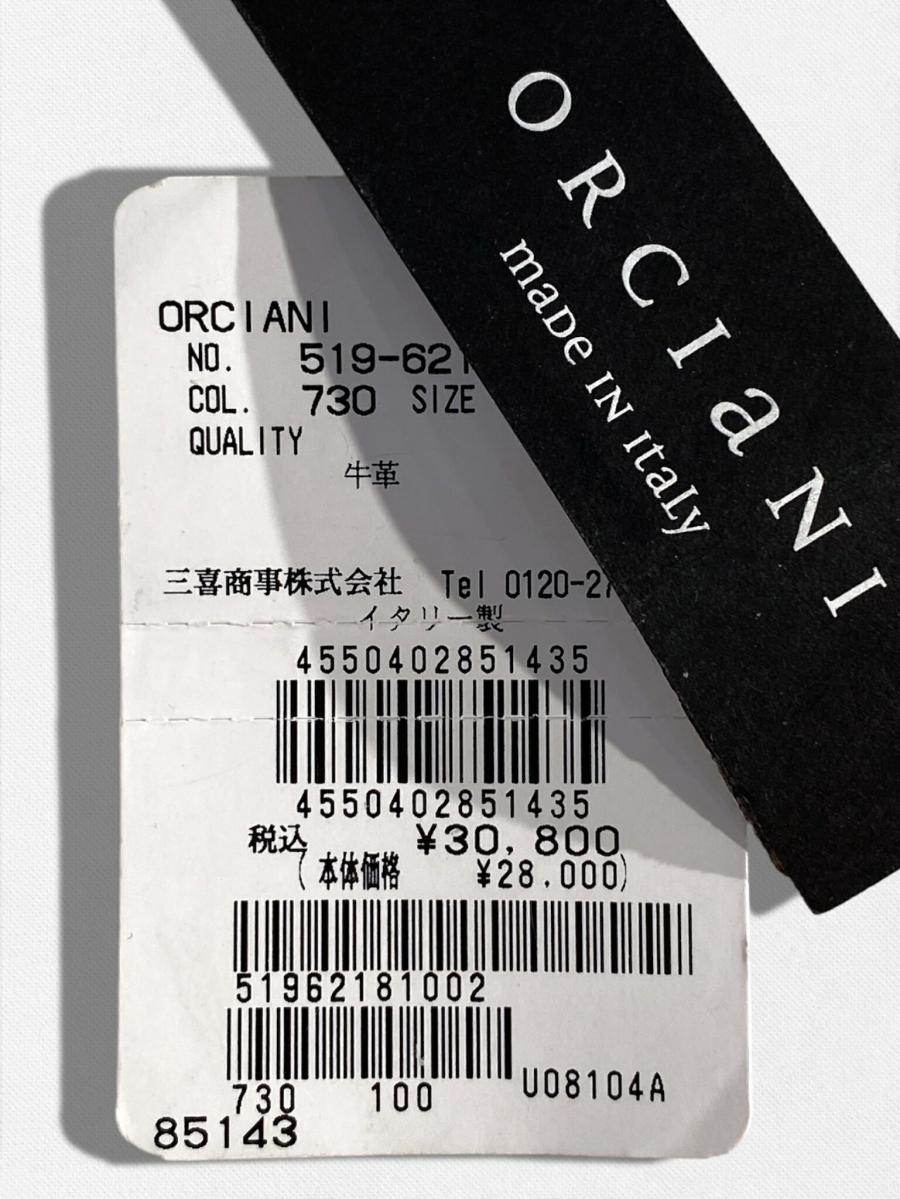 ORCIANI
made IN Italy
ORCIANI
NO. 519-621
COL. 730 SIZE
QUALITY
牛革
三喜商事株式会社 Tel 0120-27
イタリー製
4550402851435
4550402851435
税込 ¥30,800
(本体価格 ¥28,000)
51962181002
730 100 U08104A
85143